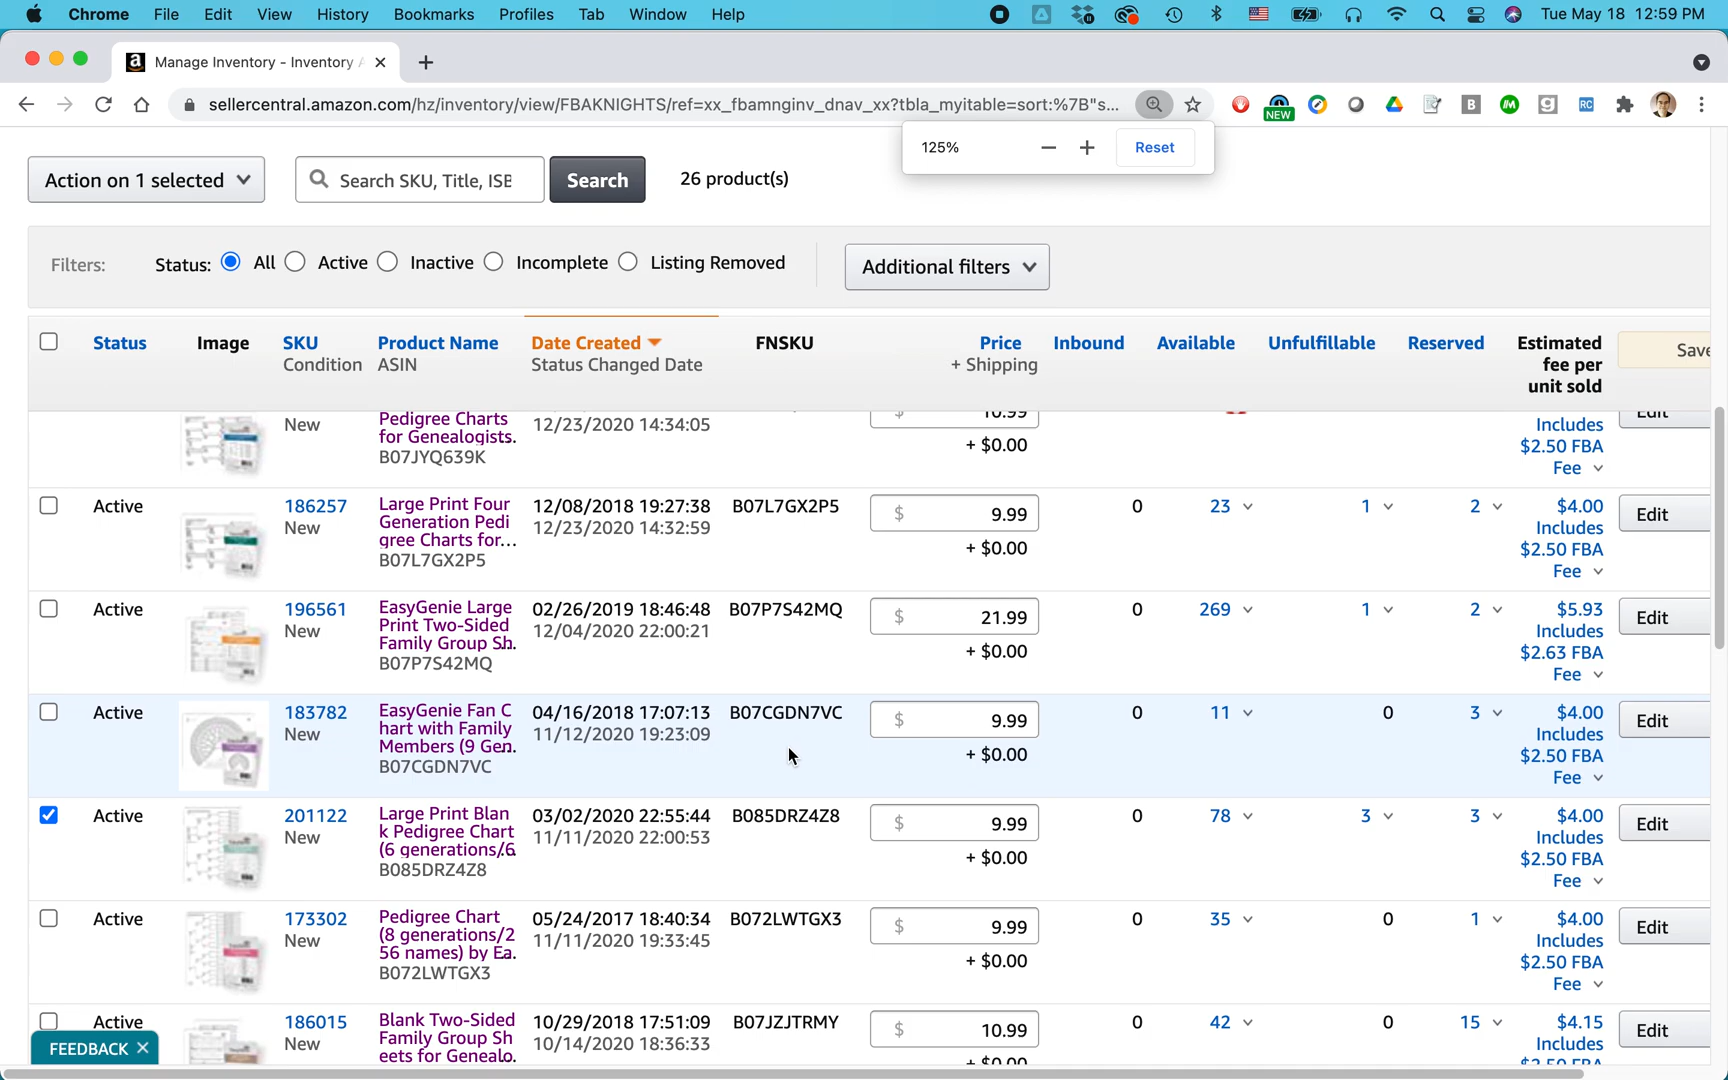 Chrome File Edit View History Bookmarks Profiles Tab Window Help Tue May 18 12:59 PM
Manage Inventory - Inventory
sellercentral.amazon.com/hz/inventory/view/FBAKNIGHTS/ref=xx_fbamnginv_dnav_xx?tbla_myitable=sort:%7B"s...
NEW
125% Reset
Action on 1 selected Search SKU, Title, ISB Search 26 product(s)
Filters: Status: All Active Inactive Incomplete Listing Removed Additional filters
Status Image SKU Product Name Date Created FNSKU Price Inbound Available Unfulfillable Reserved Estimated Save
Condition ASIN Status Changed Date + Shipping fee per
unit sold
New Pedigree Charts 12/23/2020 14:34:05 10.99 Includes Edit
for Genealogists. + $0.00 $2.50 FBA
B07JYQ639K Fee
Active 186257 Large Print Four 12/08/2018 19:27:38 B07L7GX2P5 $ 9.99 0 23 1 2 $4.00 Edit
New Generation Pedi 12/23/2020 14:32:59 Includes
gree Charts for... + $0.00 $2.50 FBA
B07L7GX2P5 Fee
Active 196561 EasyGenie Large 02/26/2019 18:46:48 B07P7S42MQ $ 21.99 0 269 1 2 $5.93 Edit
New Print Two-Sided 12/04/2020 22:00:21 Includes
Family Group Sh.. + $0.00 $2.63 FBA
B07P7S42MQ Fee
Active 183782 EasyGenie Fan C 04/16/2018 17:07:13 B07CGDN7VC $ 9.99 0 11 0 3 $4.00 Edit
New hart with Family 11/12/2020 19:23:09 Includes
Members (9 Gen.. + $0.00 $2.50 FBA
B07CGDN7VC Fee
Active 201122 Large Print Blan 03/02/2020 22:55:44 B085DRZ4Z8 $ 9.99 0 78 3 3 $4.00 Edit
New k Pedigree Chart 11/11/2020 22:00:53 Includes
(6 generations/6 + $0.00 $2.50 FBA
B085DRZ4Z8 Fee
Active 173302 Pedigree Chart 05/24/2017 18:40:34 B072LWTGX3 $ 9.99 0 35 0 1 $4.00 Edit
New (8 generations/2 11/11/2020 19:33:45 Includes
56 names) by Ea. + $0.00 $2.50 FBA
B072LWTGX3 Fee
Active 186015 Blank Two-Sided 10/29/2018 17:51:09 B07JZJTRMY $ 10.99 0 42 0 15 $4.15 Edit
New Family Group Sh 10/14/2020 18:36:33 Includes
eets for Genealo. + $0.00 $2.50 FBA
FEEDBACK